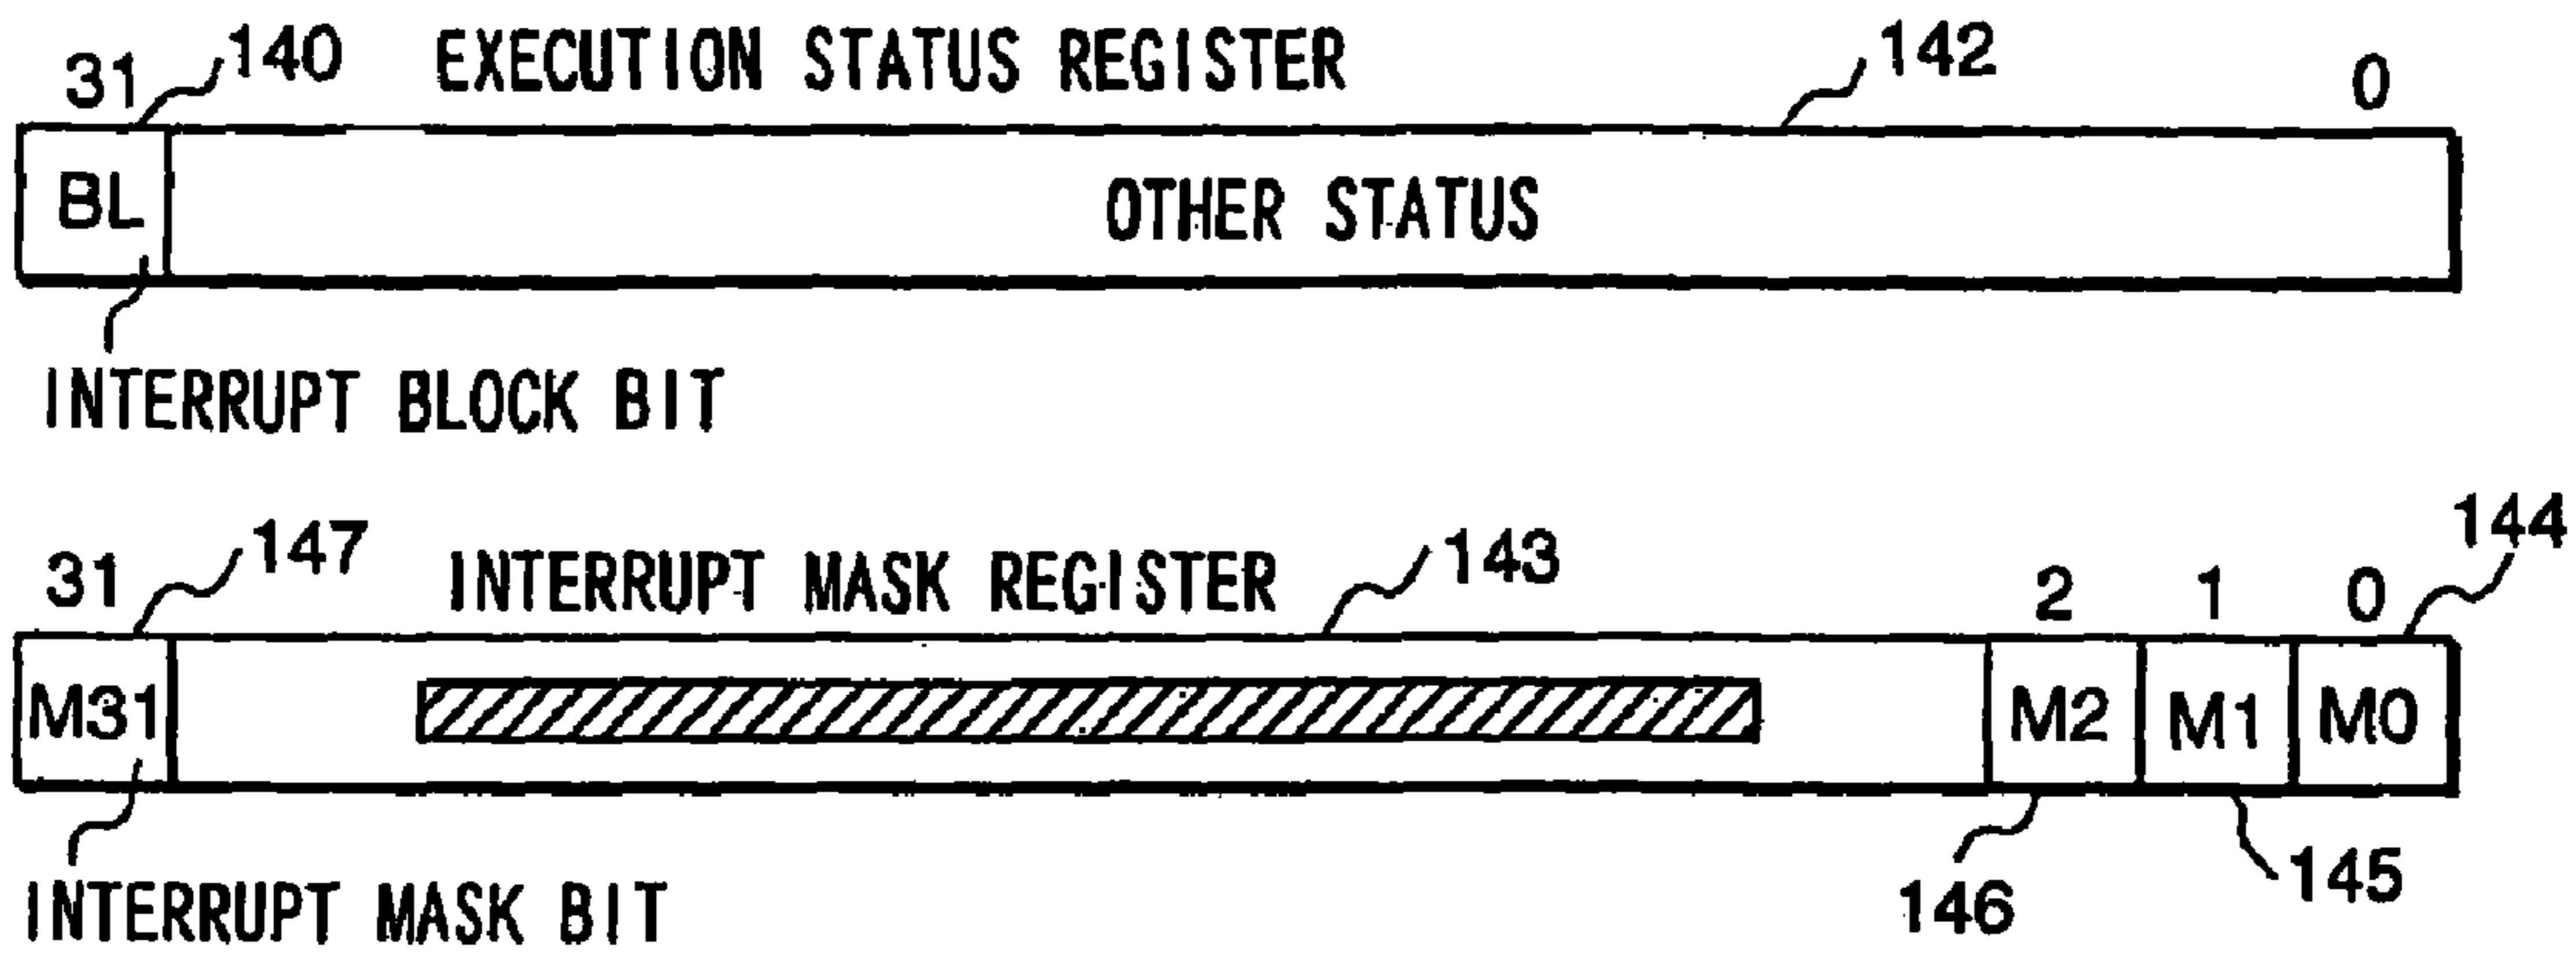 31 140 EXECUTION STATUS REGISTER 142 0
BL OTHER STATUS
INTERRUPT BLOCK BIT
31 147 INTERRUPT MASK REGISTER 143 2 1 0 144
M31 M2 M1 M0
146 145
INTERRUPT MASK BIT